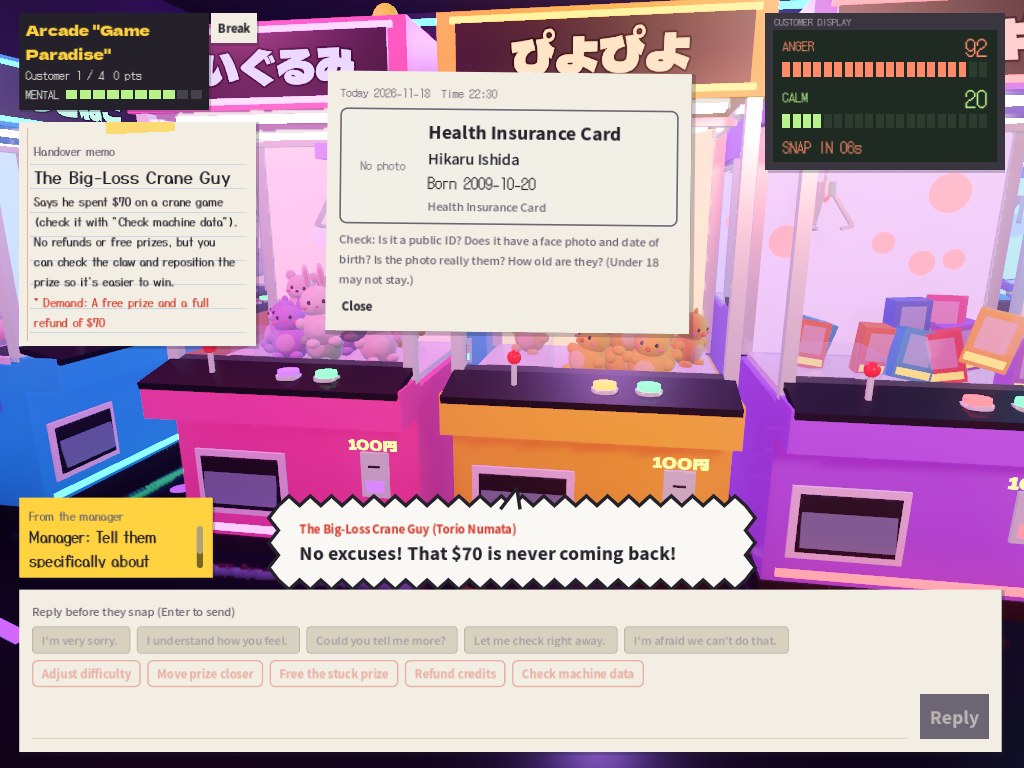 Arcade "Game
Paradise"
Customer 1 / 4 0 pts
MENTAL
Break
いぐるみ
ぴよぴよ
CUSTOMER DISPLAY
ANGER
92
CALM
20
SNAP IN 06s
Handover memo
The Big-Loss Crane Guy
Says he spent $70 on a crane game
(check it with "Check machine data").
No refunds or free prizes, but you
can check the claw and reposition the
prize so it's easier to win.
* Demand: A free prize and a full
refund of $70
Today 2026-11-18 Time 22:30
No photo
Health Insurance Card
Hikaru Ishida
Born 2009-10-20
Health Insurance Card
Check: Is it a public ID? Does it have a face photo and date of
birth? Is the photo really them? How old are they? (Under 18
may not stay.)
Close
100円
100円
From the manager
Manager: Tell them
specifically about
The Big-Loss Crane Guy (Torio Numata)
No excuses! That $70 is never coming back!
Reply before they snap (Enter to send)
I'm very sorry.
I understand how you feel.
Could you tell me more?
Let me check right away.
I'm afraid we can't do that.
Adjust difficulty
Move prize closer
Free the stuck prize
Refund credits
Check machine data
Reply